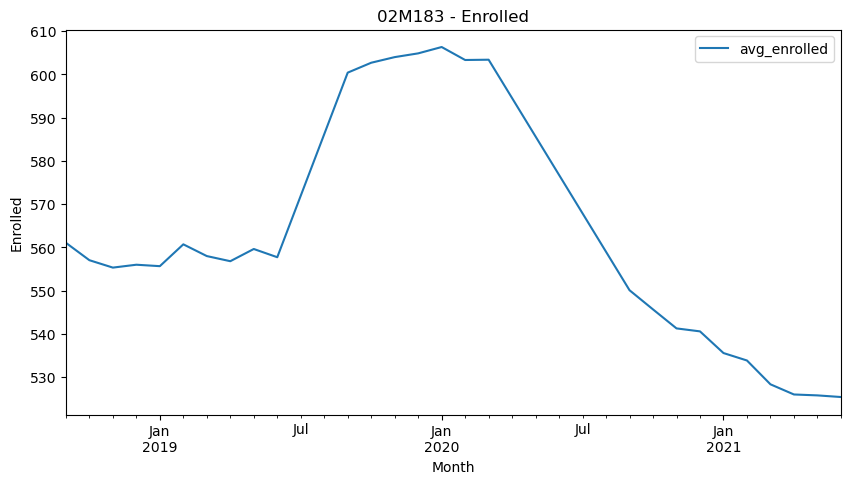 02M183 - Enrolled
avg_enrolled
610
600
590
580
570
560
550
540
530
Enrolled
Jan
2019
Jul
Jan
2020
Jul
Jan
2021
Month